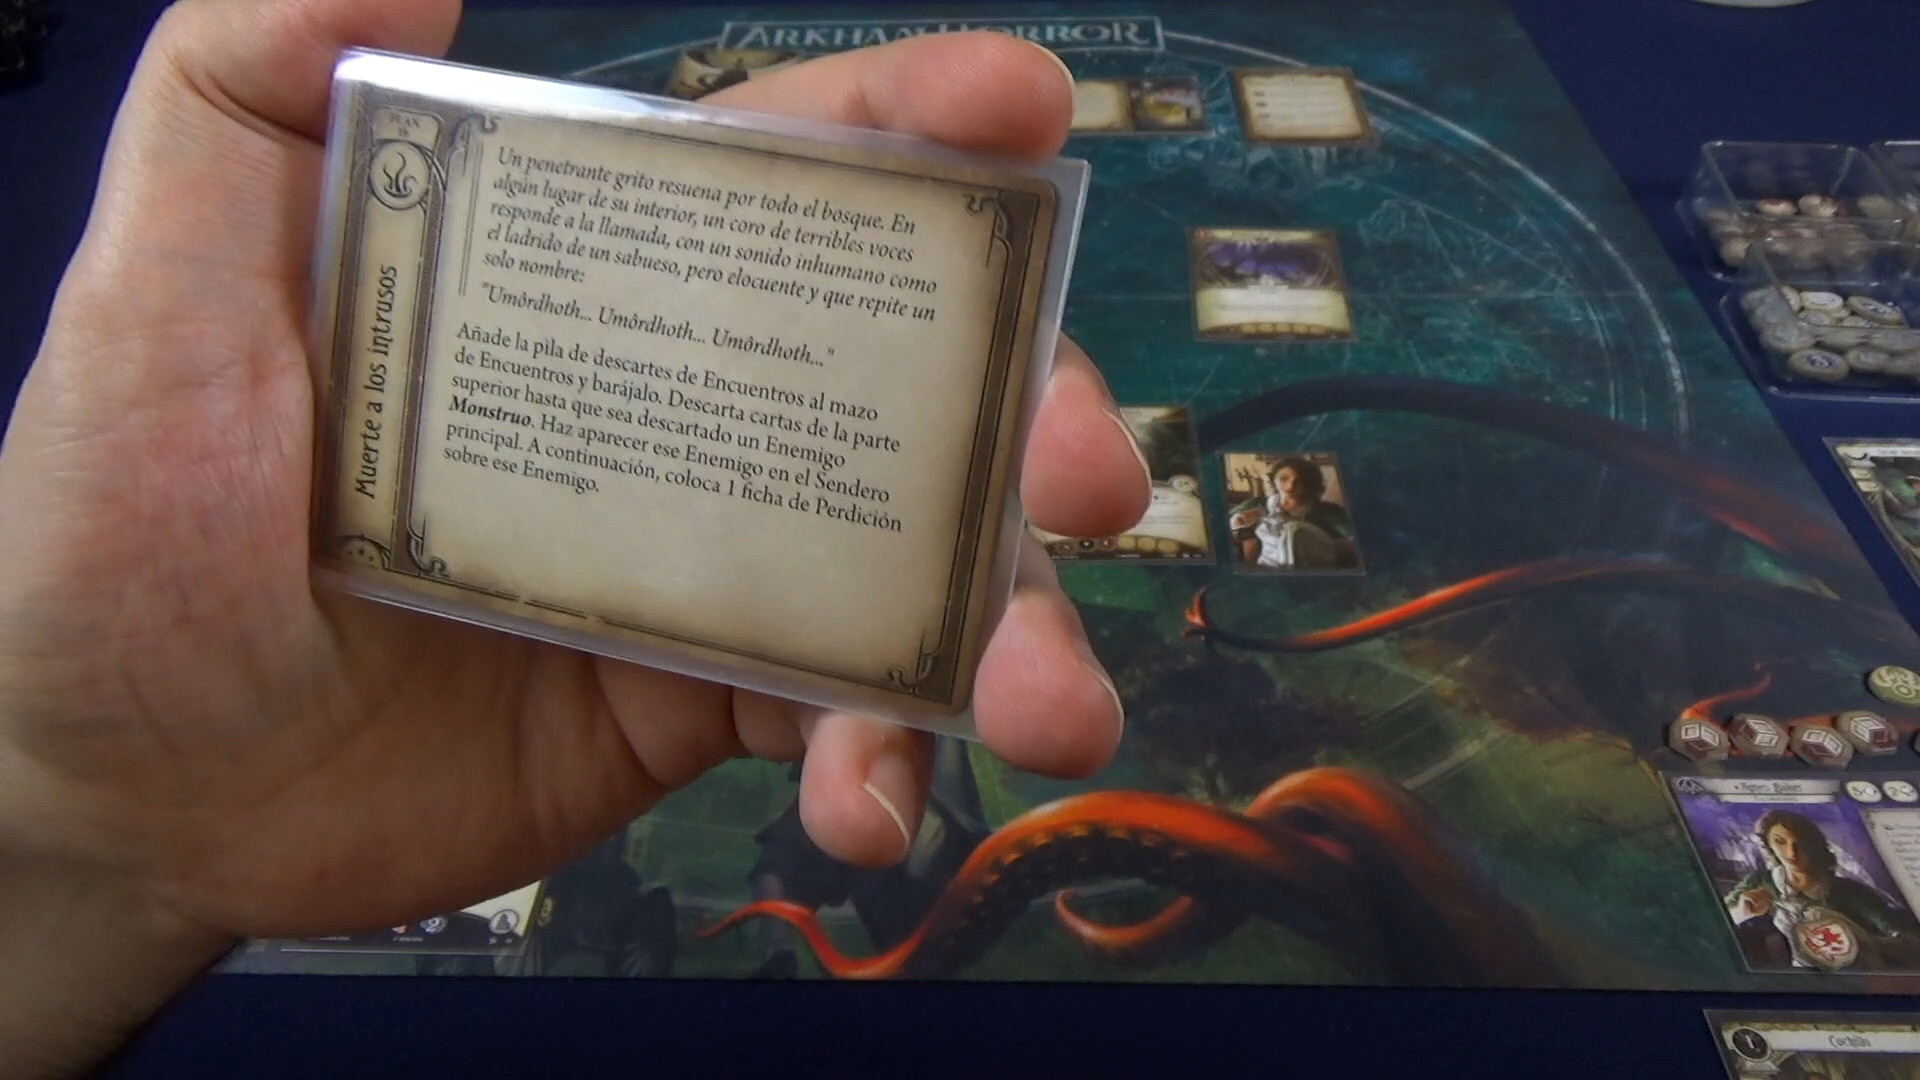 ARKHAM HORROR
PLAN
1b
Muerte a los intrusos
Un penetrante grito resuena por todo el bosque. En
algún lugar de su interior, un coro de terribles voces
responde a la llamada, con un sonido inhumano como
el ladrido de un sabueso, pero elocuente y que repite un
solo nombre:
"Umôrdhoth... Umôrdhoth... Umôrdhoth..."
Añade la pila de descartes de Encuentros al mazo
de Encuentros y barájalo. Descarta cartas de la parte
superior hasta que sea descartado un Enemigo
Monstruo. Haz aparecer ese Enemigo en el Sendero
principal. A continuación, coloca 1 ficha de Perdición
sobre ese Enemigo.
Agnes Baker
Cuchillo